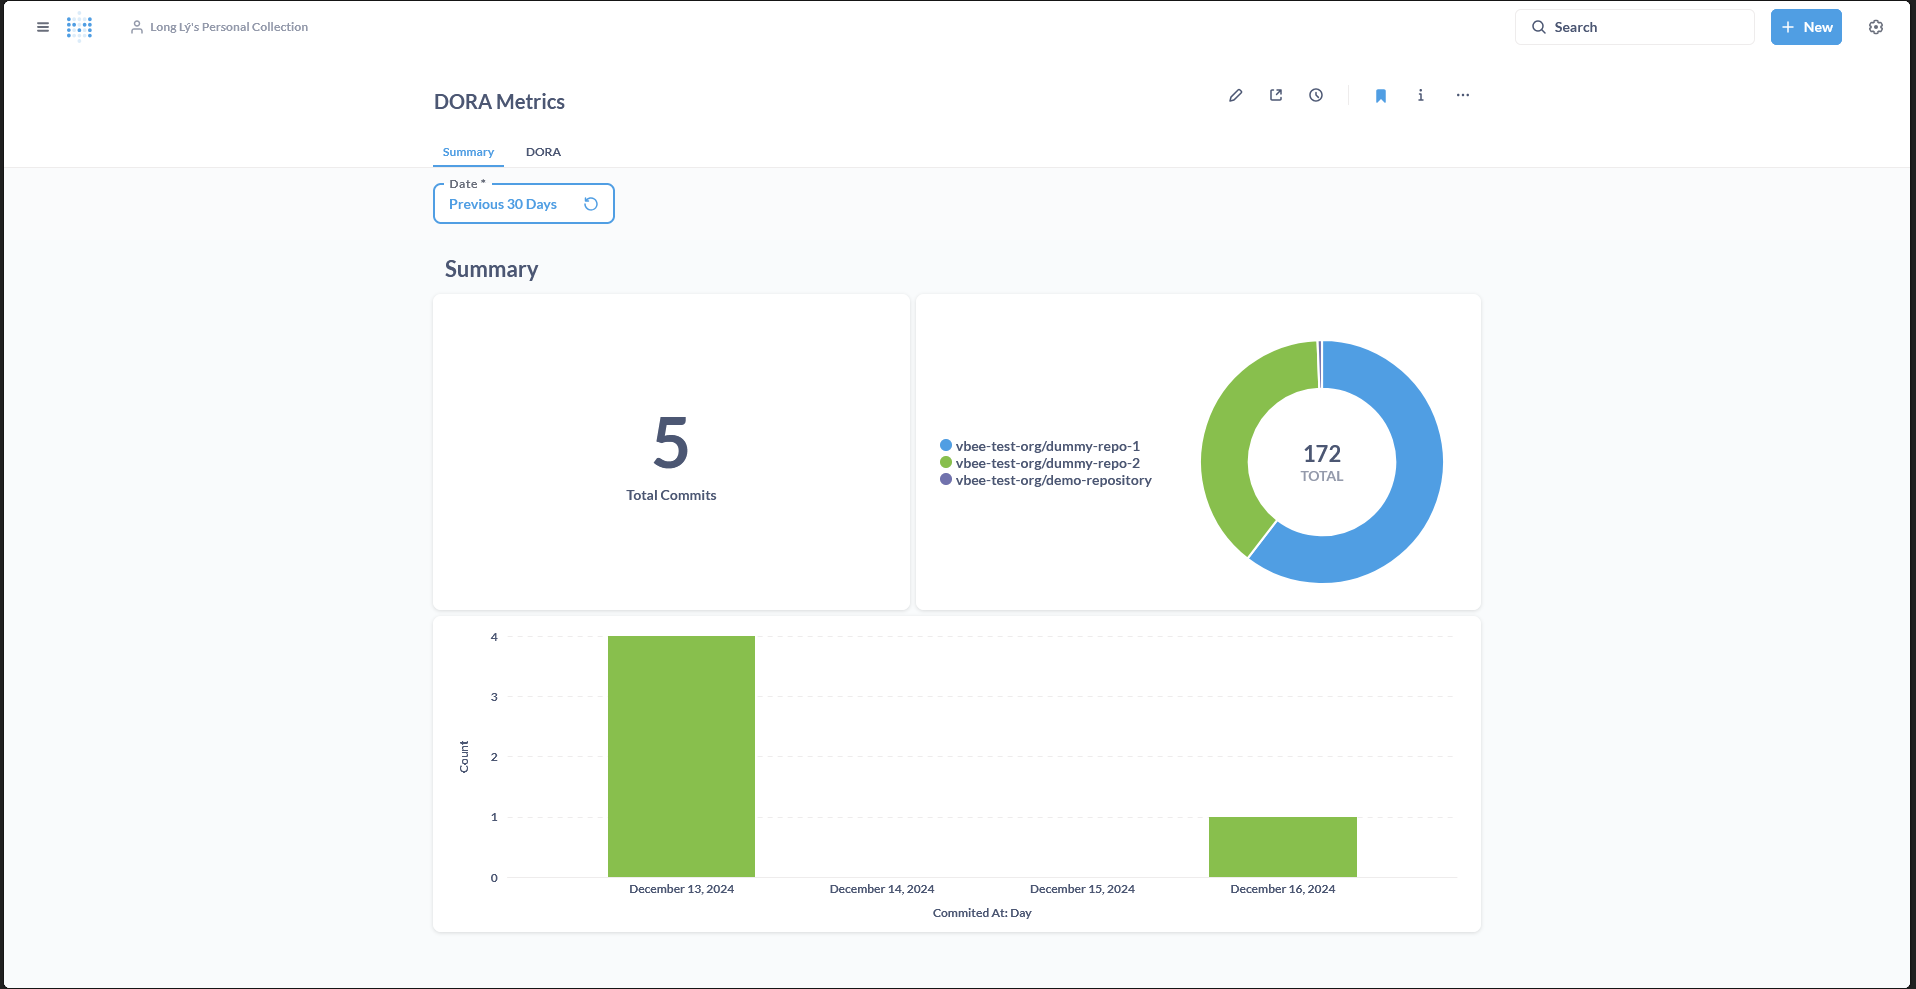 Long Lý's Personal Collection
Search
New
DORA Metrics
Summary
DORA
Date *
Previous 30 Days
Summary
5
Total Commits
vbee-test-org/dummy-repo-1
vbee-test-org/dummy-repo-2
vbee-test-org/demo-repository
172
TOTAL
4
3
2
1
0
Count
December 13, 2024
December 14, 2024
December 15, 2024
December 16, 2024
Commited At: Day